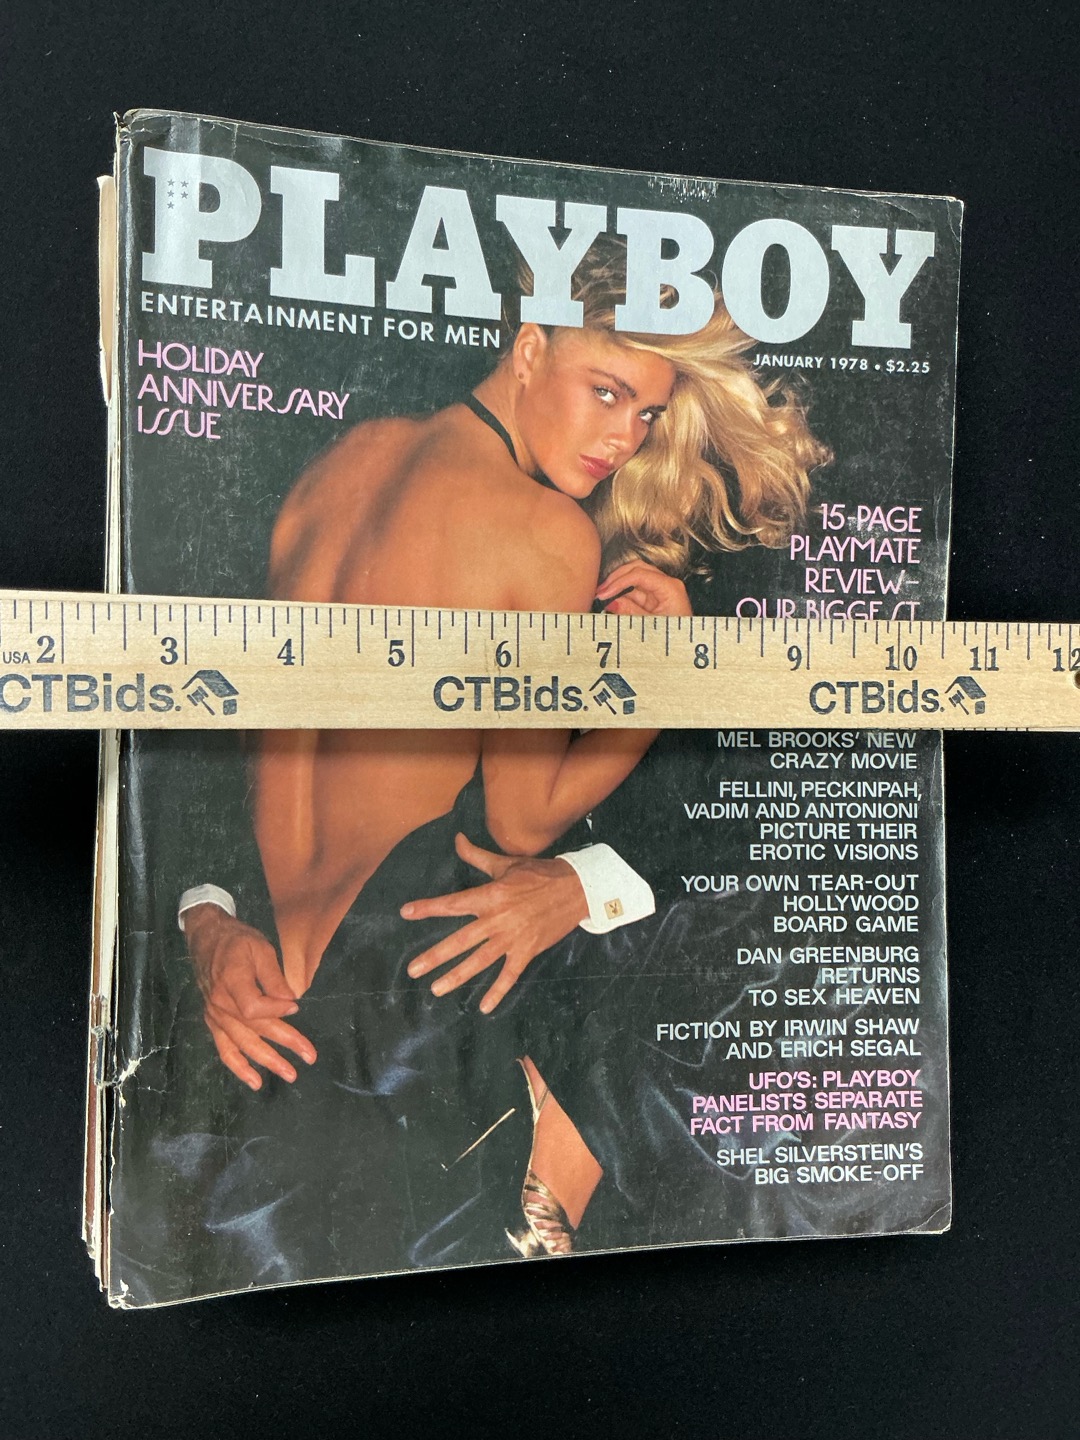 PLAYBOY
ENTERTAINMENT FOR MEN
JANUARY 1978 • $2.25
HOLIDAY
ANNIVERSARY
ISSUE
15-PAGE
PLAYMATE
REVIEW–
OUR BIGGEST
USA 2 3 4 5 6 7 8 9 10 11 12
CTBids. CTBids. CTBids.
MEL BROOKS' NEW
CRAZY MOVIE
FELLINI, PECKINPAH,
VADIM AND ANTONIONI
PICTURE THEIR
EROTIC VISIONS
YOUR OWN TEAR-OUT
HOLLYWOOD
BOARD GAME
DAN GREENBURG
RETURNS
TO SEX HEAVEN
FICTION BY IRWIN SHAW
AND ERICH SEGAL
UFO'S: PLAYBOY
PANELISTS SEPARATE
FACT FROM FANTASY
SHEL SILVERSTEIN'S
BIG SMOKE-OFF